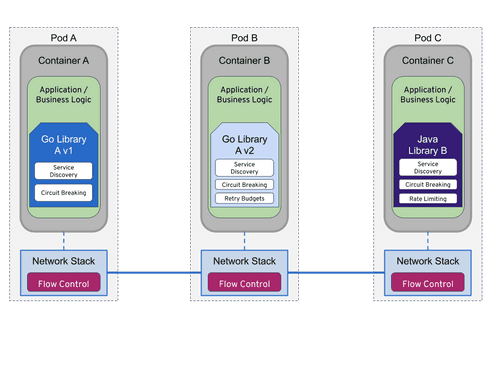 Pod A
Container A
Application /
Business Logic
Go Library
A v1
Service
Discovery
Circuit Breaking
Network Stack
Flow Control
Pod B
Container B
Application /
Business Logic
Go Library
A v2
Service
Discovery
Circuit Breaking
Retry Budgets
Network Stack
Flow Control
Pod C
Container C
Application /
Business Logic
Java
Library B
Service
Discovery
Circuit Breaking
Rate Limiting
Network Stack
Flow Control